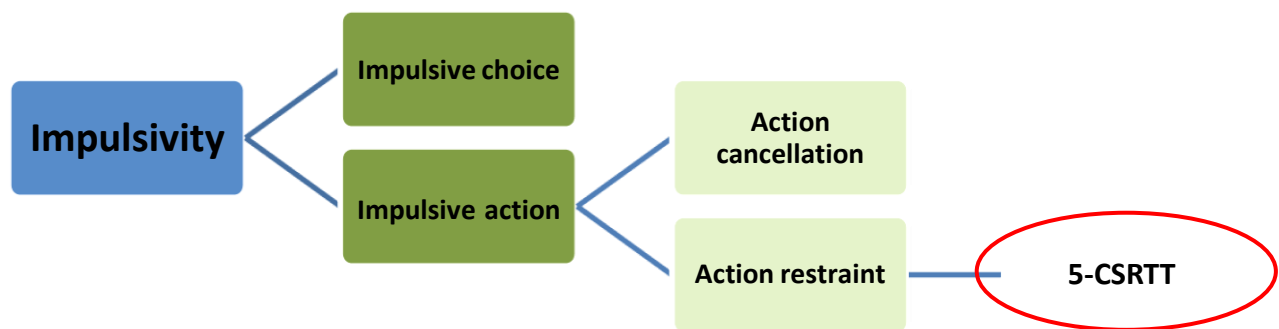 Impulsivity
Impulsive choice
Impulsive action
Action
cancellation
Action restraint
5-CSRTT